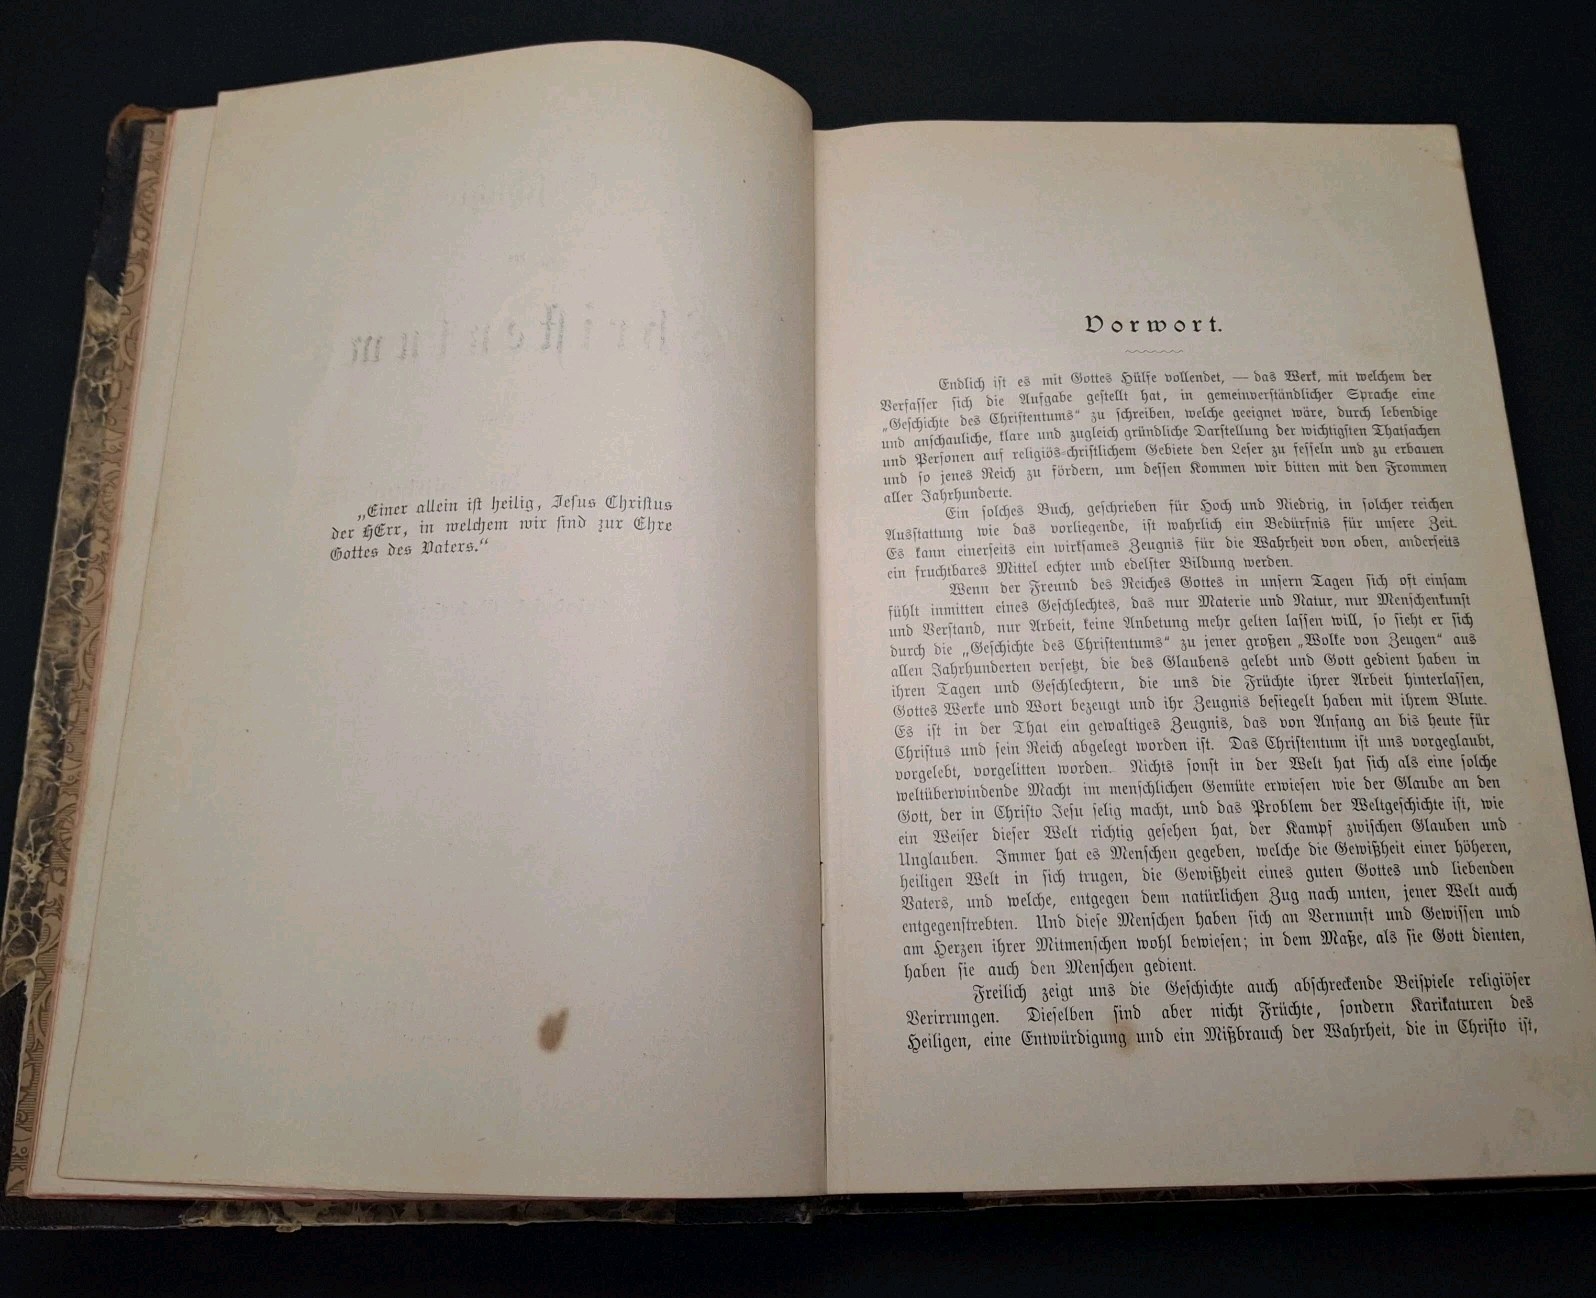 „Einer allein ist heilig, Jesus Christus
der HErr, in welchem wir sind zur Ehre
Gottes des Vaters.“
Vorwort.
Endlich ist es mit Gottes Hülfe vollendet, — das Werk, mit welchem der
Verfasser sich die Aufgabe gestellt hat, in gemeinverständlicher Sprache eine
„Geschichte des Christentums“ zu schreiben, welche geeignet wäre, durch lebendige
und anschauliche, klare und zugleich gründliche Darstellung der wichtigsten Thatsachen
und Personen auf religiös-christlichem Gebiete den Leser zu fesseln und zu erbauen
und so jenes Reich zu fördern, um dessen Kommen wir bitten mit den Frommen
aller Jahrhunderte.
Ein solches Buch, geschrieben für Hoch und Niedrig, in solcher reichen
Ausstattung wie das vorliegende, ist wahrlich ein Bedürfnis für unsere Zeit.
Es kann einerseits ein wirksames Zeugnis für die Wahrheit von oben, anderseits
ein fruchtbares Mittel echter und edelster Bildung werden.
Wenn der Freund des Reiches Gottes in unsern Tagen sich oft einsam
fühlt inmitten eines Geschlechtes, das nur Materie und Natur, nur Menschenkunst
und Verstand, nur Arbeit, keine Anbetung mehr gelten lassen will, so sieht er sich
durch die „Geschichte des Christentums“ zu jener großen „Wolke von Zeugen“ aus
allen Jahrhunderten versetzt, die des Glaubens gelebt und Gott gedient haben in
ihren Tagen und Geschlechtern, die uns die Früchte ihrer Arbeit hinterlassen,
Gottes Werke und Wort bezeugt und ihr Zeugnis besiegelt haben mit ihrem Blute.
Es ist in der That ein gewaltiges Zeugnis, das von Anfang an bis heute für
Christus und sein Reich abgelegt worden ist. Das Christentum ist uns vorgeglaubt,
vorgelebt, vorgelitten worden. Nichts sonst in der Welt hat sich als eine solche
weltüberwindende Macht im menschlichen Gemüte erwiesen wie der Glaube an den
Gott, der in Christo Jesu selig macht, und das Problem der Weltgeschichte ist, wie
ein Weiser dieser Welt richtig gesehen hat, der Kampf zwischen Glauben und
Unglauben. Immer hat es Menschen gegeben, welche die Gewißheit einer höheren,
heiligen Welt in sich trugen, die Gewißheit eines guten Gottes und liebenden
Vaters, und welche, entgegen dem natürlichen Zug nach unten, jener Welt auch
entgegenstrebten. Und diese Menschen haben sich an Vernunft und Gewissen und
am Herzen ihrer Mitmenschen wohl bewiesen; in dem Maße, als sie Gott dienten,
haben sie auch den Menschen gedient.
Freilich zeigt uns die Geschichte auch abschreckende Beispiele religiöser
Verirrungen. Dieselben sind aber nicht Früchte, sondern Karikaturen des
Heiligen, eine Entwürdigung und ein Mißbrauch der Wahrheit, die in Christo ist,